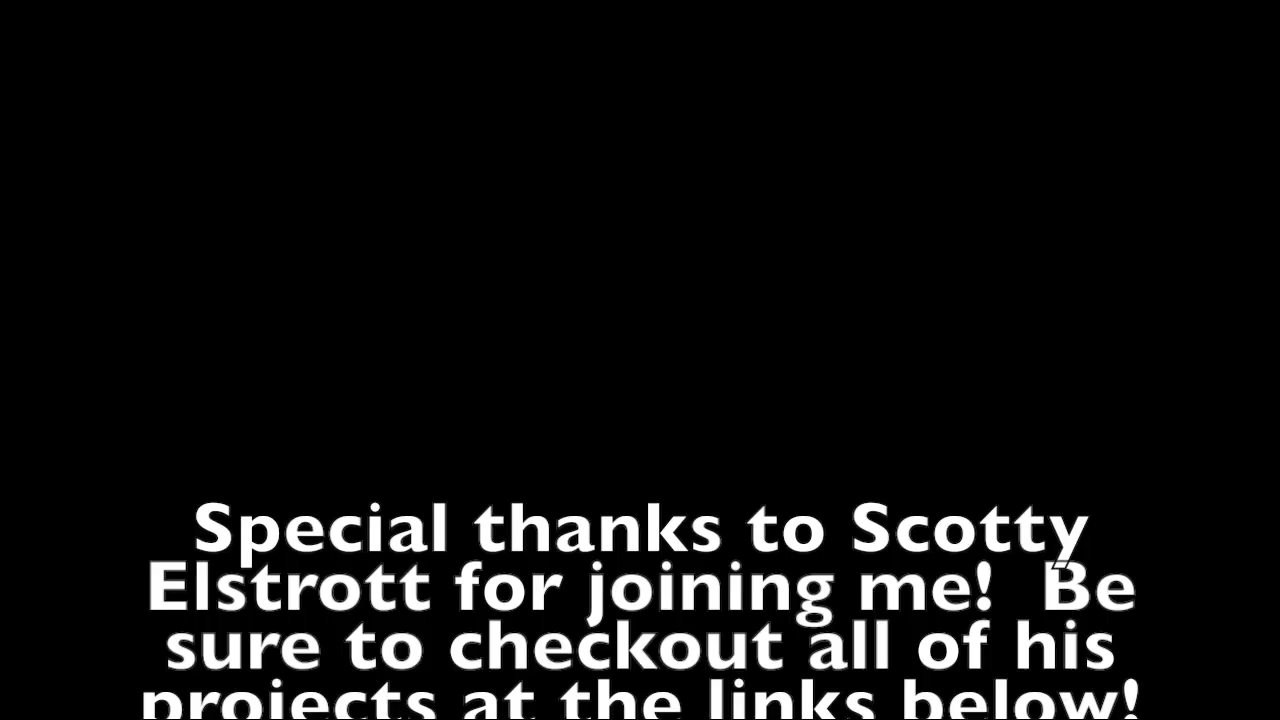 Special thanks to Scotty
Elstrott for joining me!  Be
sure to checkout all of his
projects at the links below!